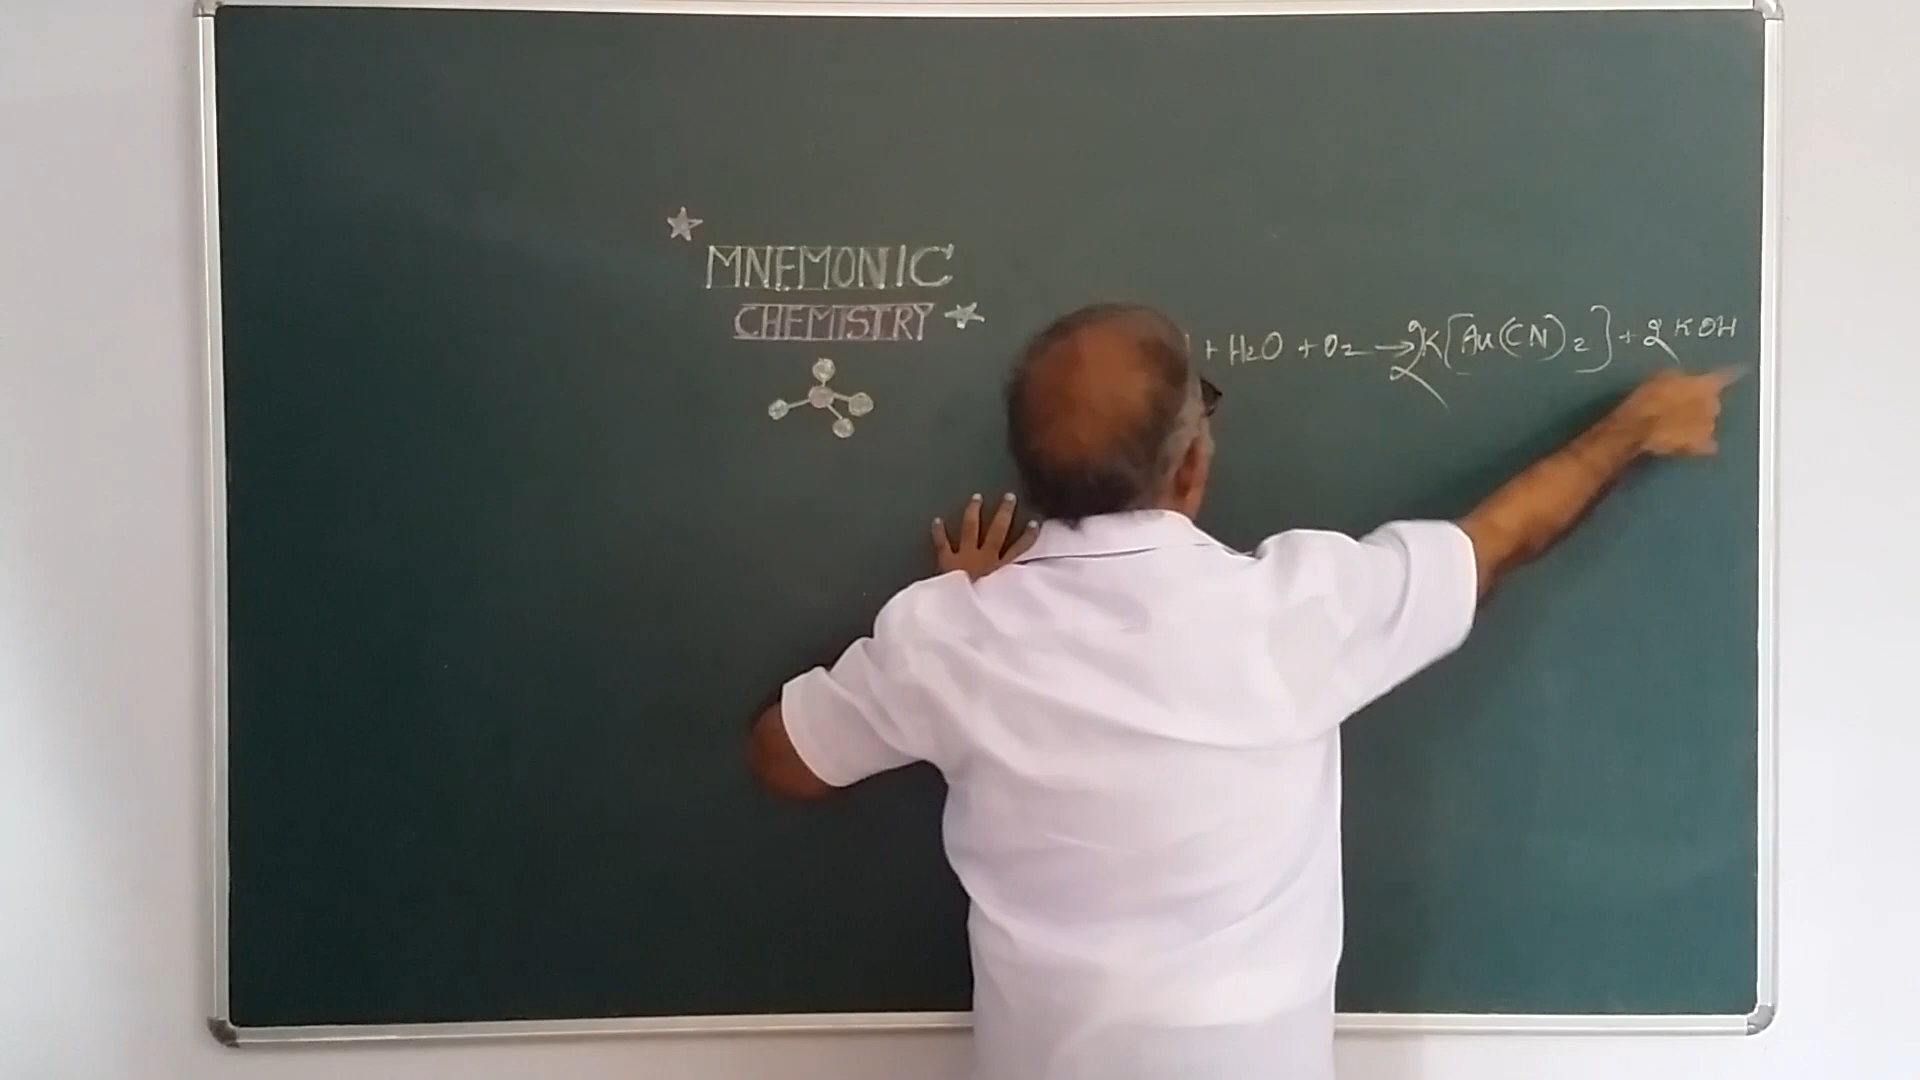 MNEMONIC
CHEMISTRY
+ H₂O + O₂ → 2K[Au(CN)₂] + 2KOH